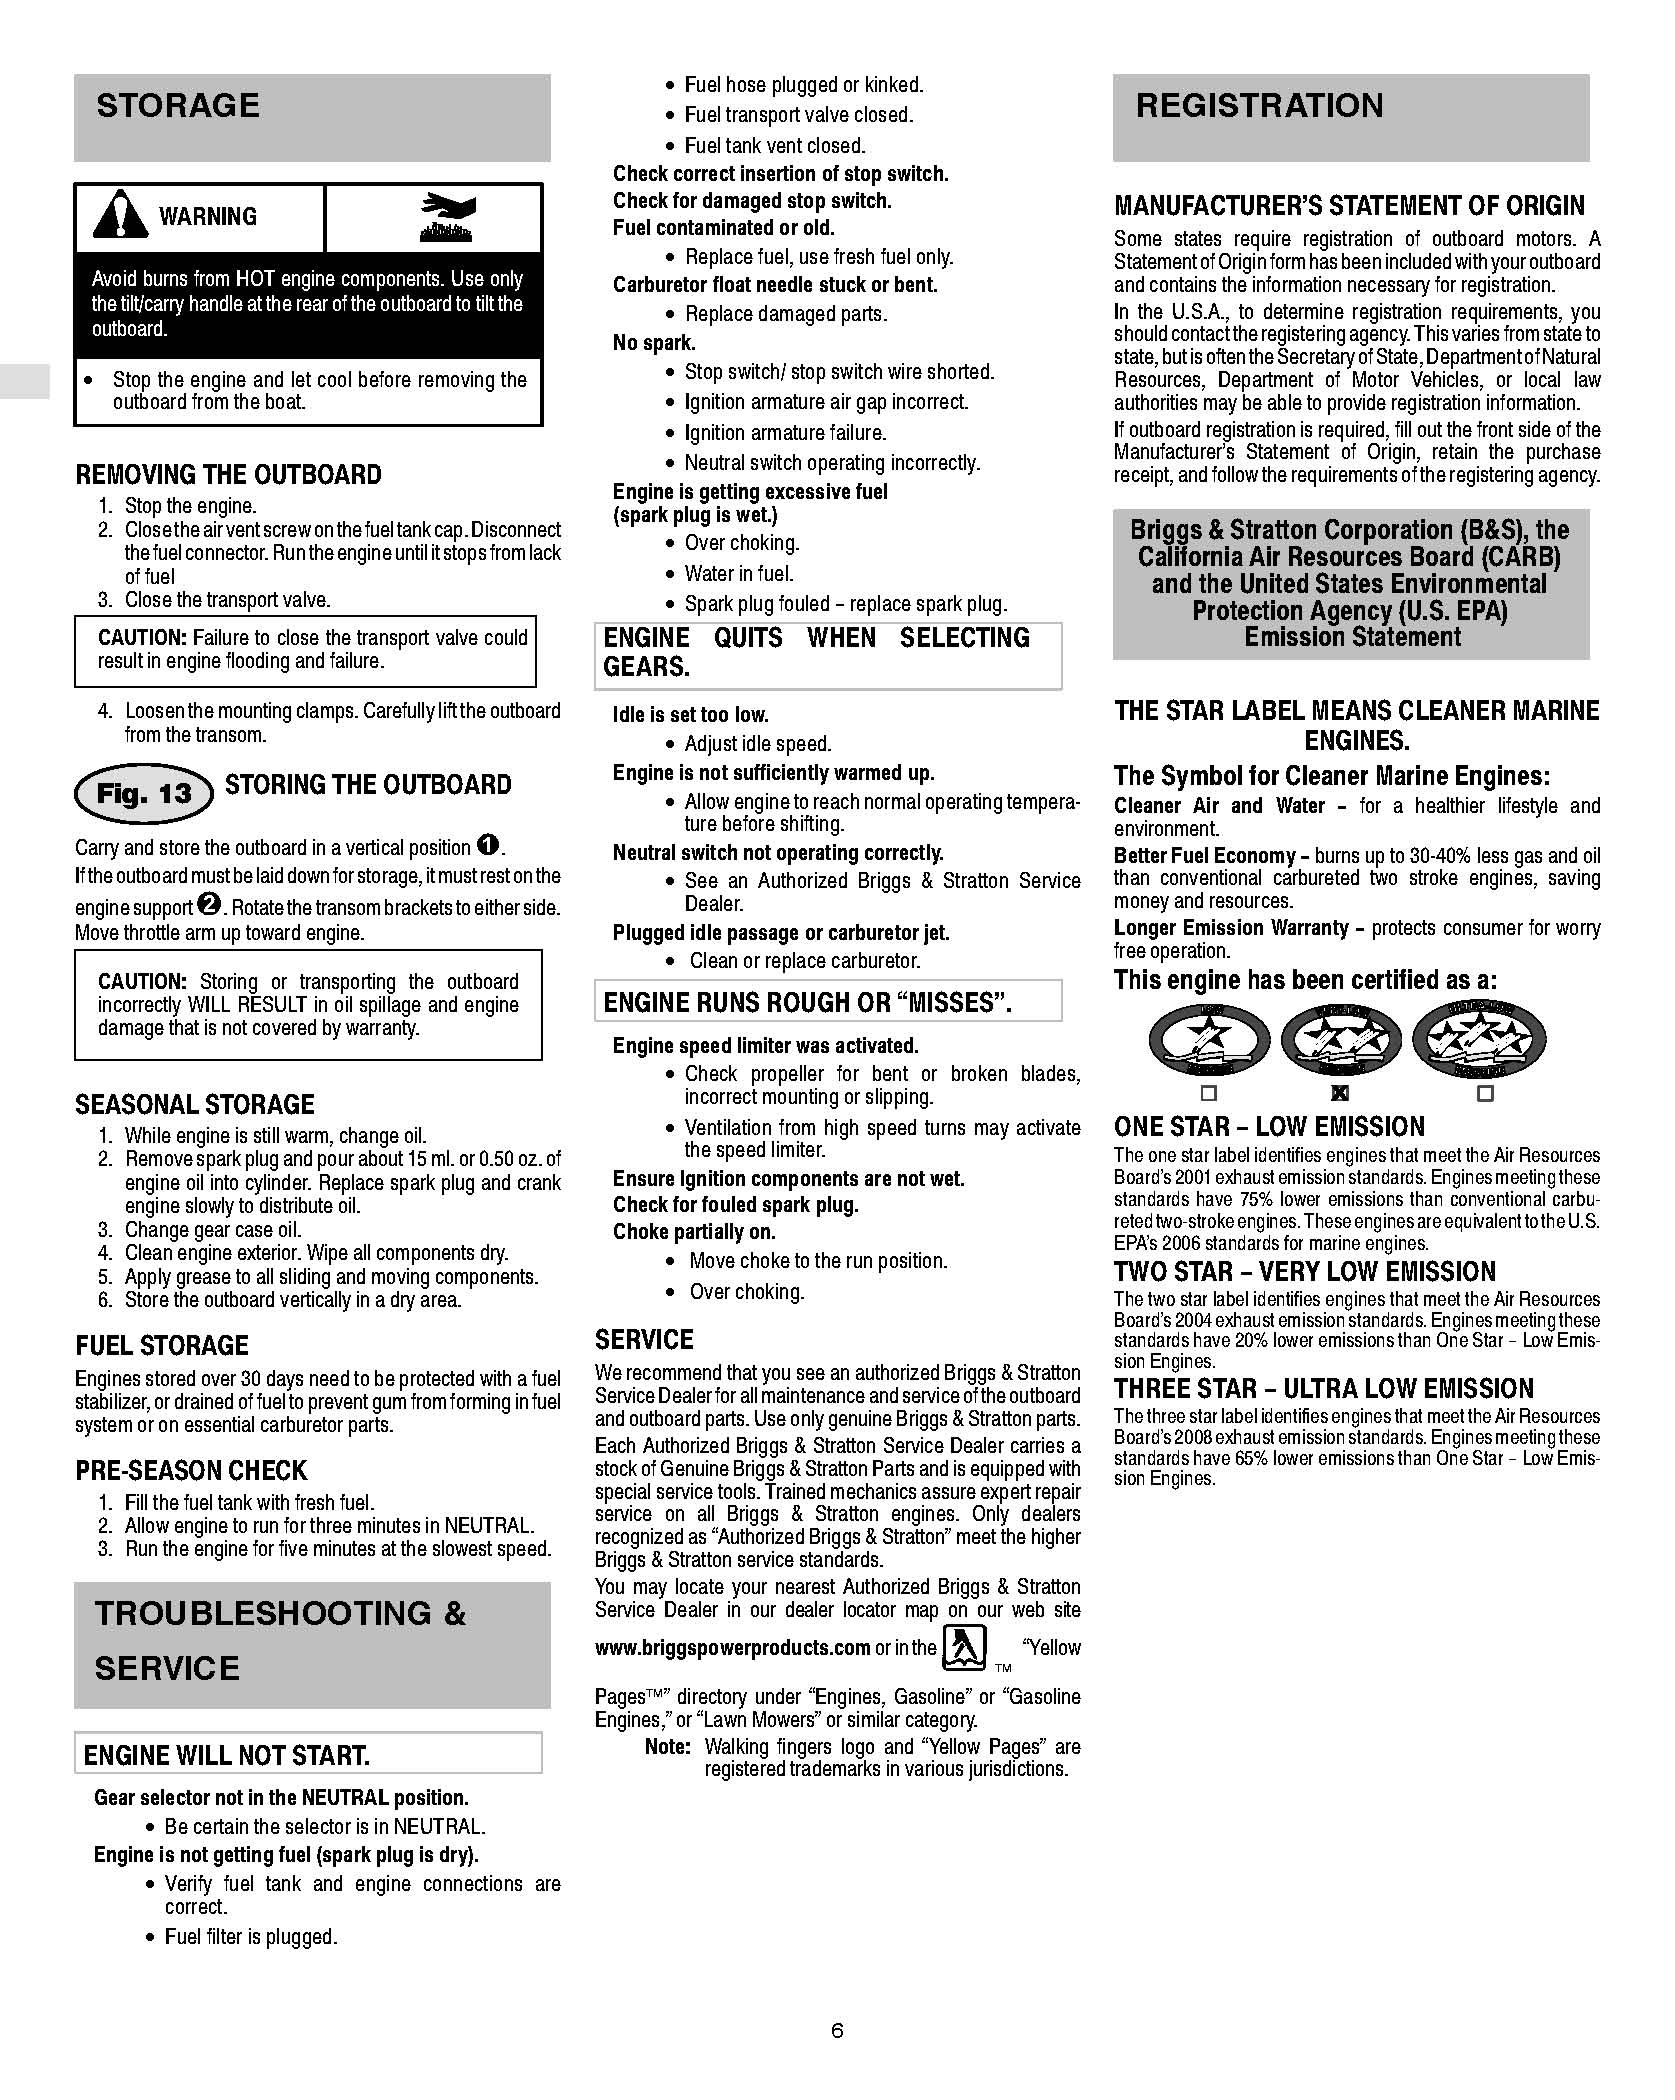 STORAGE
WARNING
Avoid burns from HOT engine components. Use only
the tilt/carry handle at the rear of the outboard to tilt the
outboard.
• Stop the engine and let cool before removing the
outboard from the boat.
REMOVING THE OUTBOARD
1. Stop the engine.
2. Close the air vent screw on the fuel tank cap. Disconnect
the fuel connector. Run the engine until it stops from lack
of fuel
3. Close the transport valve.
CAUTION: Failure to close the transport valve could
result in engine flooding and failure.
4. Loosen the mounting clamps. Carefully lift the outboard
from the transom.
Fig. 13 STORING THE OUTBOARD
Carry and store the outboard in a vertical position ❶.
If the outboard must be laid down for storage, it must rest on the
engine support ❷. Rotate the transom brackets to either side.
Move throttle arm up toward engine.
CAUTION: Storing or transporting the outboard
incorrectly WILL RESULT in oil spillage and engine
damage that is not covered by warranty.
SEASONAL STORAGE
1. While engine is still warm, change oil.
2. Remove spark plug and pour about 15 ml. or 0.50 oz. of
engine oil into cylinder. Replace spark plug and crank
engine slowly to distribute oil.
3. Change gear case oil.
4. Clean engine exterior. Wipe all components dry.
5. Apply grease to all sliding and moving components.
6. Store the outboard vertically in a dry area.
FUEL STORAGE
Engines stored over 30 days need to be protected with a fuel
stabilizer, or drained of fuel to prevent gum from forming in fuel
system or on essential carburetor parts.
PRE-SEASON CHECK
1. Fill the fuel tank with fresh fuel.
2. Allow engine to run for three minutes in NEUTRAL.
3. Run the engine for five minutes at the slowest speed.
TROUBLESHOOTING &
SERVICE
ENGINE WILL NOT START.
Gear selector not in the NEUTRAL position.
• Be certain the selector is in NEUTRAL.
Engine is not getting fuel (spark plug is dry).
• Verify fuel tank and engine connections are
correct.
• Fuel filter is plugged.
• Fuel hose plugged or kinked.
• Fuel transport valve closed.
• Fuel tank vent closed.
Check correct insertion of stop switch.
Check for damaged stop switch.
Fuel contaminated or old.
• Replace fuel, use fresh fuel only.
Carburetor float needle stuck or bent.
• Replace damaged parts.
No spark.
• Stop switch/ stop switch wire shorted.
• Ignition armature air gap incorrect.
• Ignition armature failure.
• Neutral switch operating incorrectly.
Engine is getting excessive fuel
(spark plug is wet.)
• Over choking.
• Water in fuel.
• Spark plug fouled – replace spark plug.
ENGINE QUITS WHEN SELECTING
GEARS.
Idle is set too low.
• Adjust idle speed.
Engine is not sufficiently warmed up.
• Allow engine to reach normal operating tempera-
ture before shifting.
Neutral switch not operating correctly.
• See an Authorized Briggs & Stratton Service
Dealer.
Plugged idle passage or carburetor jet.
• Clean or replace carburetor.
ENGINE RUNS ROUGH OR “MISSES”.
Engine speed limiter was activated.
• Check propeller for bent or broken blades,
incorrect mounting or slipping.
• Ventilation from high speed turns may activate
the speed limiter.
Ensure Ignition components are not wet.
Check for fouled spark plug.
Choke partially on.
• Move choke to the run position.
• Over choking.
SERVICE
We recommend that you see an authorized Briggs & Stratton
Service Dealer for all maintenance and service of the outboard
and outboard parts. Use only genuine Briggs & Stratton parts.
Each Authorized Briggs & Stratton Service Dealer carries a
stock of Genuine Briggs & Stratton Parts and is equipped with
special service tools. Trained mechanics assure expert repair
service on all Briggs & Stratton engines. Only dealers
recognized as “Authorized Briggs & Stratton” meet the higher
Briggs & Stratton service standards.
You may locate your nearest Authorized Briggs & Stratton
Service Dealer in our dealer locator map on our web site
www.briggspowerproducts.com or in the TM “Yellow
Pages™” directory under “Engines, Gasoline” or “Gasoline
Engines,” or “Lawn Mowers” or similar category.
Note: Walking fingers logo and “Yellow Pages” are
registered trademarks in various jurisdictions.
REGISTRATION
MANUFACTURER’S STATEMENT OF ORIGIN
Some states require registration of outboard motors. A
Statement of Origin form has been included with your outboard
and contains the information necessary for registration.
In the U.S.A., to determine registration requirements, you
should contact the registering agency. This varies from state to
state, but is often the Secretary of State, Department of Natural
Resources, Department of Motor Vehicles, or local law
authorities may be able to provide registration information.
If outboard registration is required, fill out the front side of the
Manufacturer’s Statement of Origin, retain the purchase
receipt, and follow the requirements of the registering agency.
Briggs & Stratton Corporation (B&S), the
California Air Resources Board (CARB)
and the United States Environmental
Protection Agency (U.S. EPA)
Emission Statement
THE STAR LABEL MEANS CLEANER MARINE
ENGINES.
The Symbol for Cleaner Marine Engines:
Cleaner Air and Water – for a healthier lifestyle and
environment.
Better Fuel Economy – burns up to 30-40% less gas and oil
than conventional carbureted two stroke engines, saving
money and resources.
Longer Emission Warranty – protects consumer for worry
free operation.
This engine has been certified as a:
ONE STAR – LOW EMISSION
The one star label identifies engines that meet the Air Resources
Board’s 2001 exhaust emission standards. Engines meeting these
standards have 75% lower emissions than conventional carbu-
reted two-stroke engines. These engines are equivalent to the U.S.
EPA’s 2006 standards for marine engines.
TWO STAR – VERY LOW EMISSION
The two star label identifies engines that meet the Air Resources
Board’s 2004 exhaust emission standards. Engines meeting these
standards have 20% lower emissions than One Star – Low Emis-
sion Engines.
THREE STAR – ULTRA LOW EMISSION
The three star label identifies engines that meet the Air Resources
Board’s 2008 exhaust emission standards. Engines meeting these
standards have 65% lower emissions than One Star – Low Emis-
sion Engines.
6